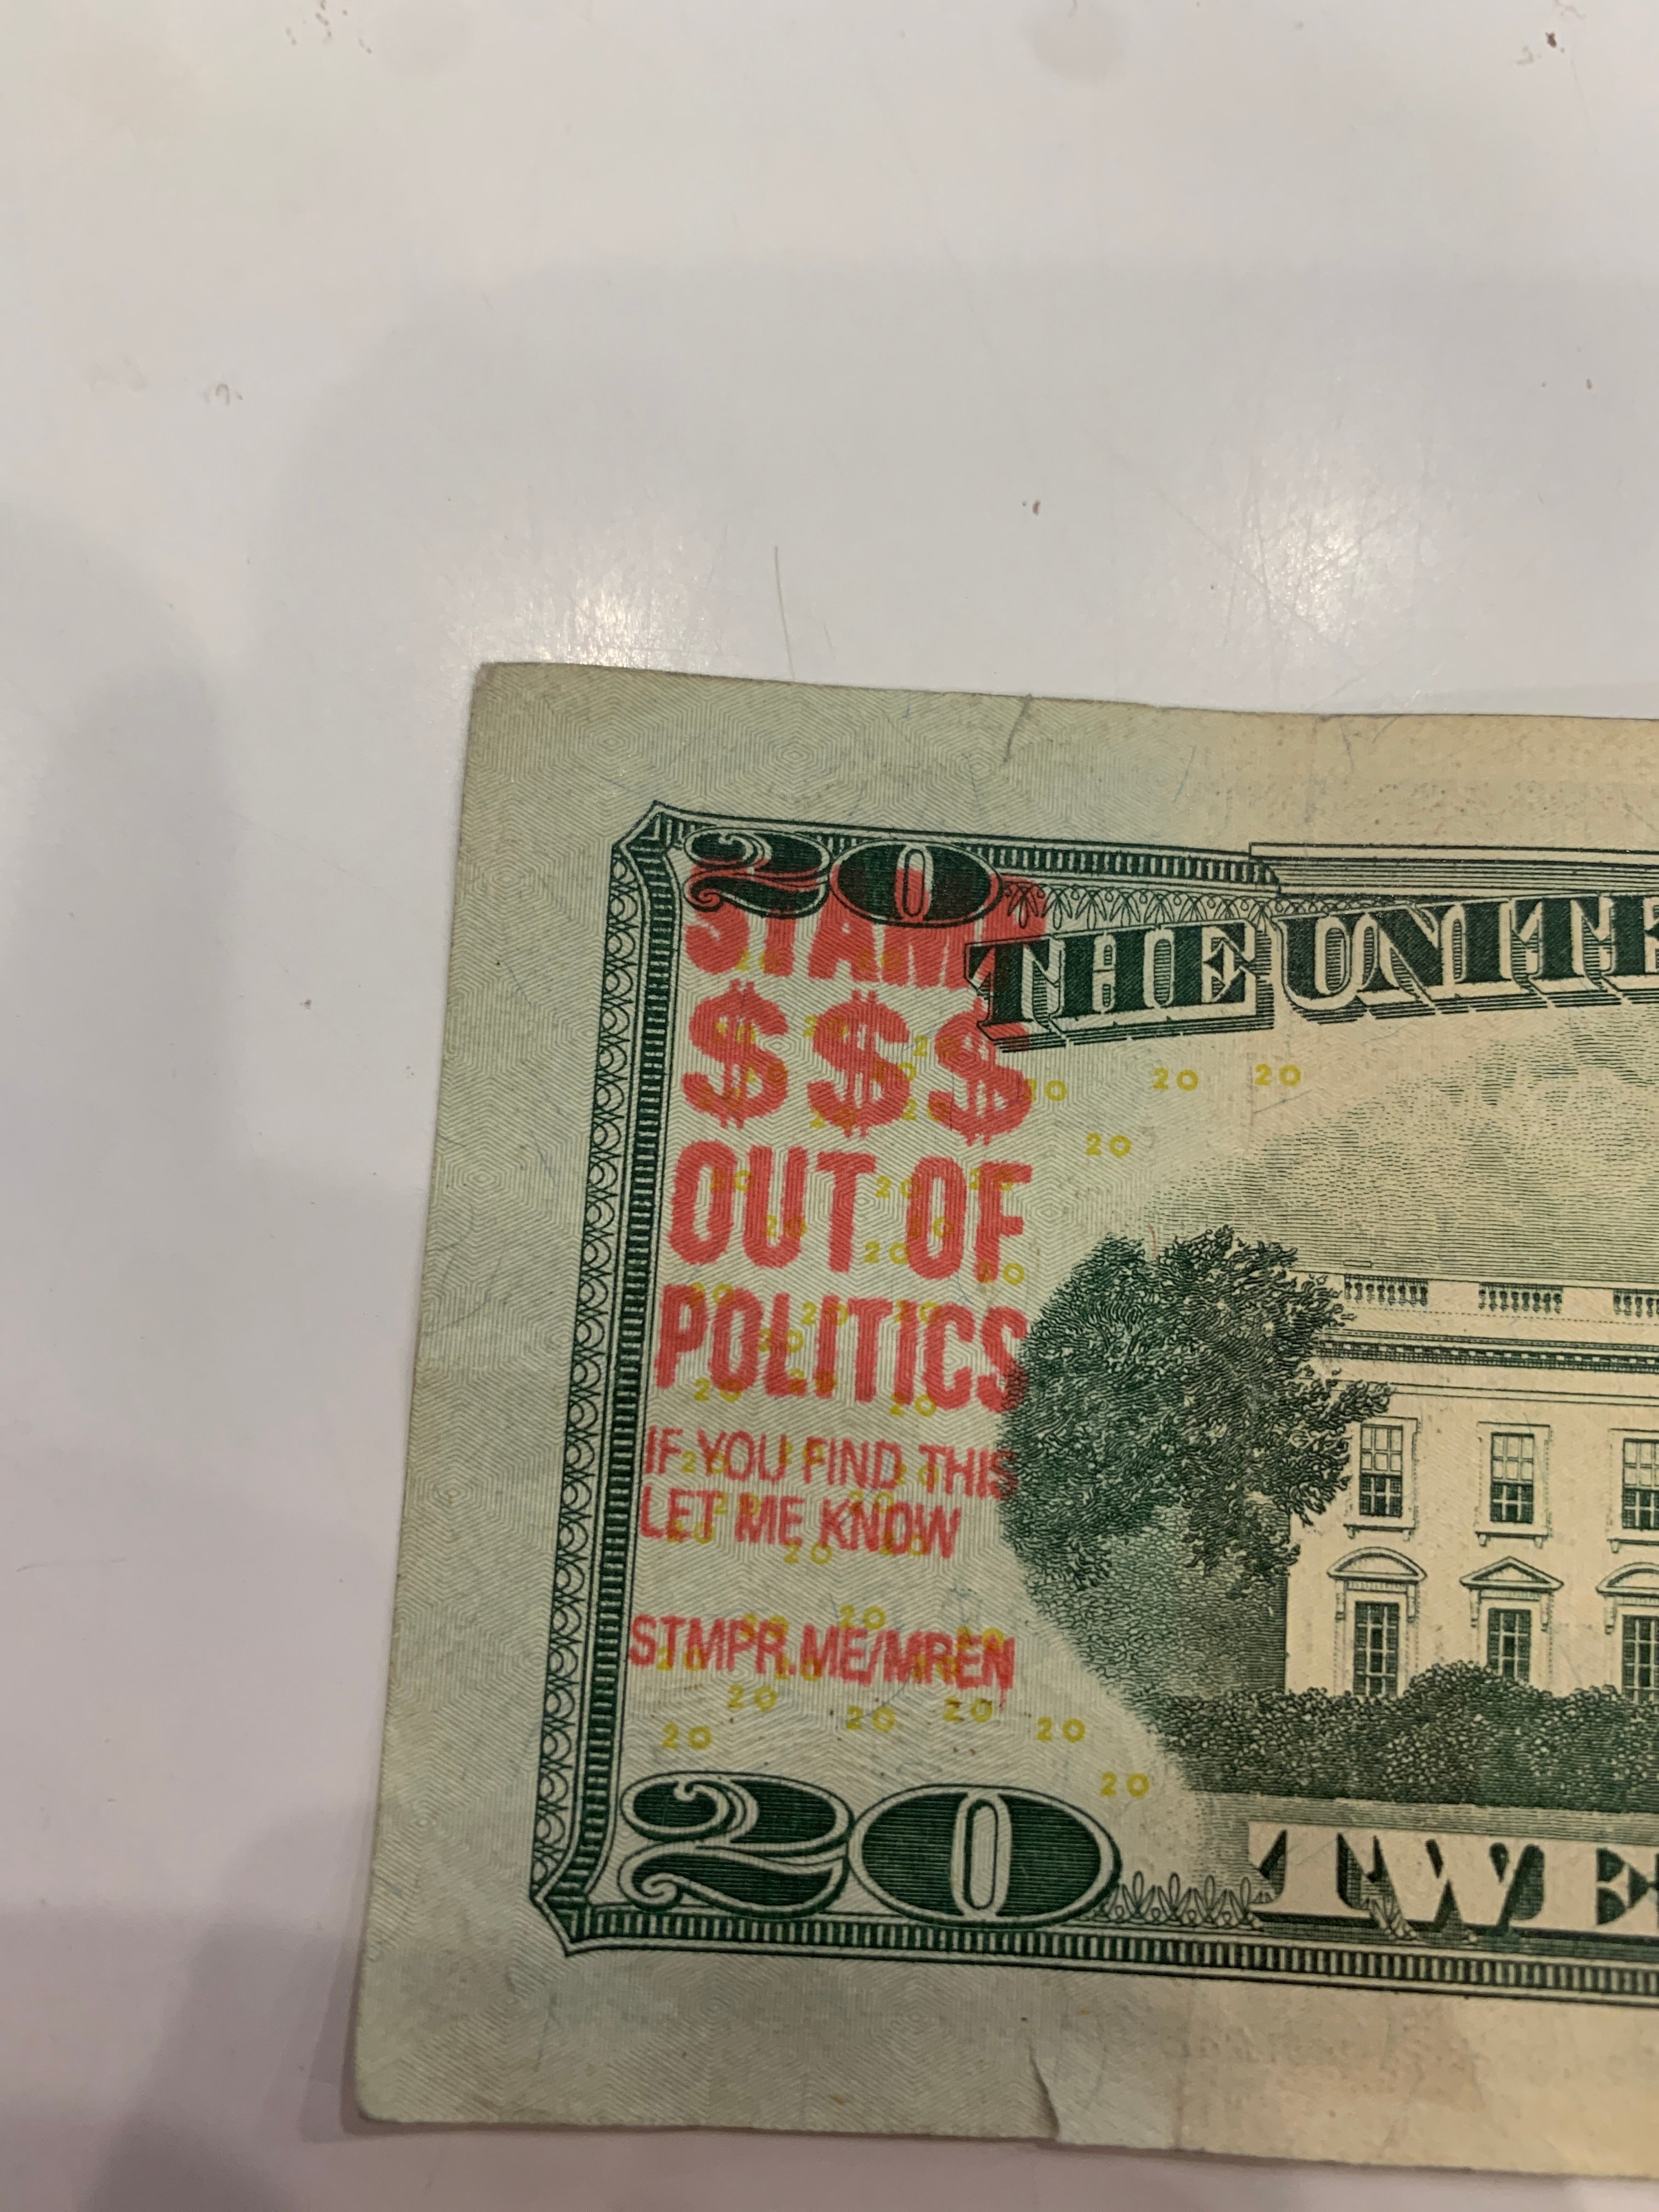 20
STAMP
THE UNITE
$$$
OUT OF
POLITICS
IF YOU FIND THIS
LET ME KNOW
STMPR.ME/MREN
20
TWE